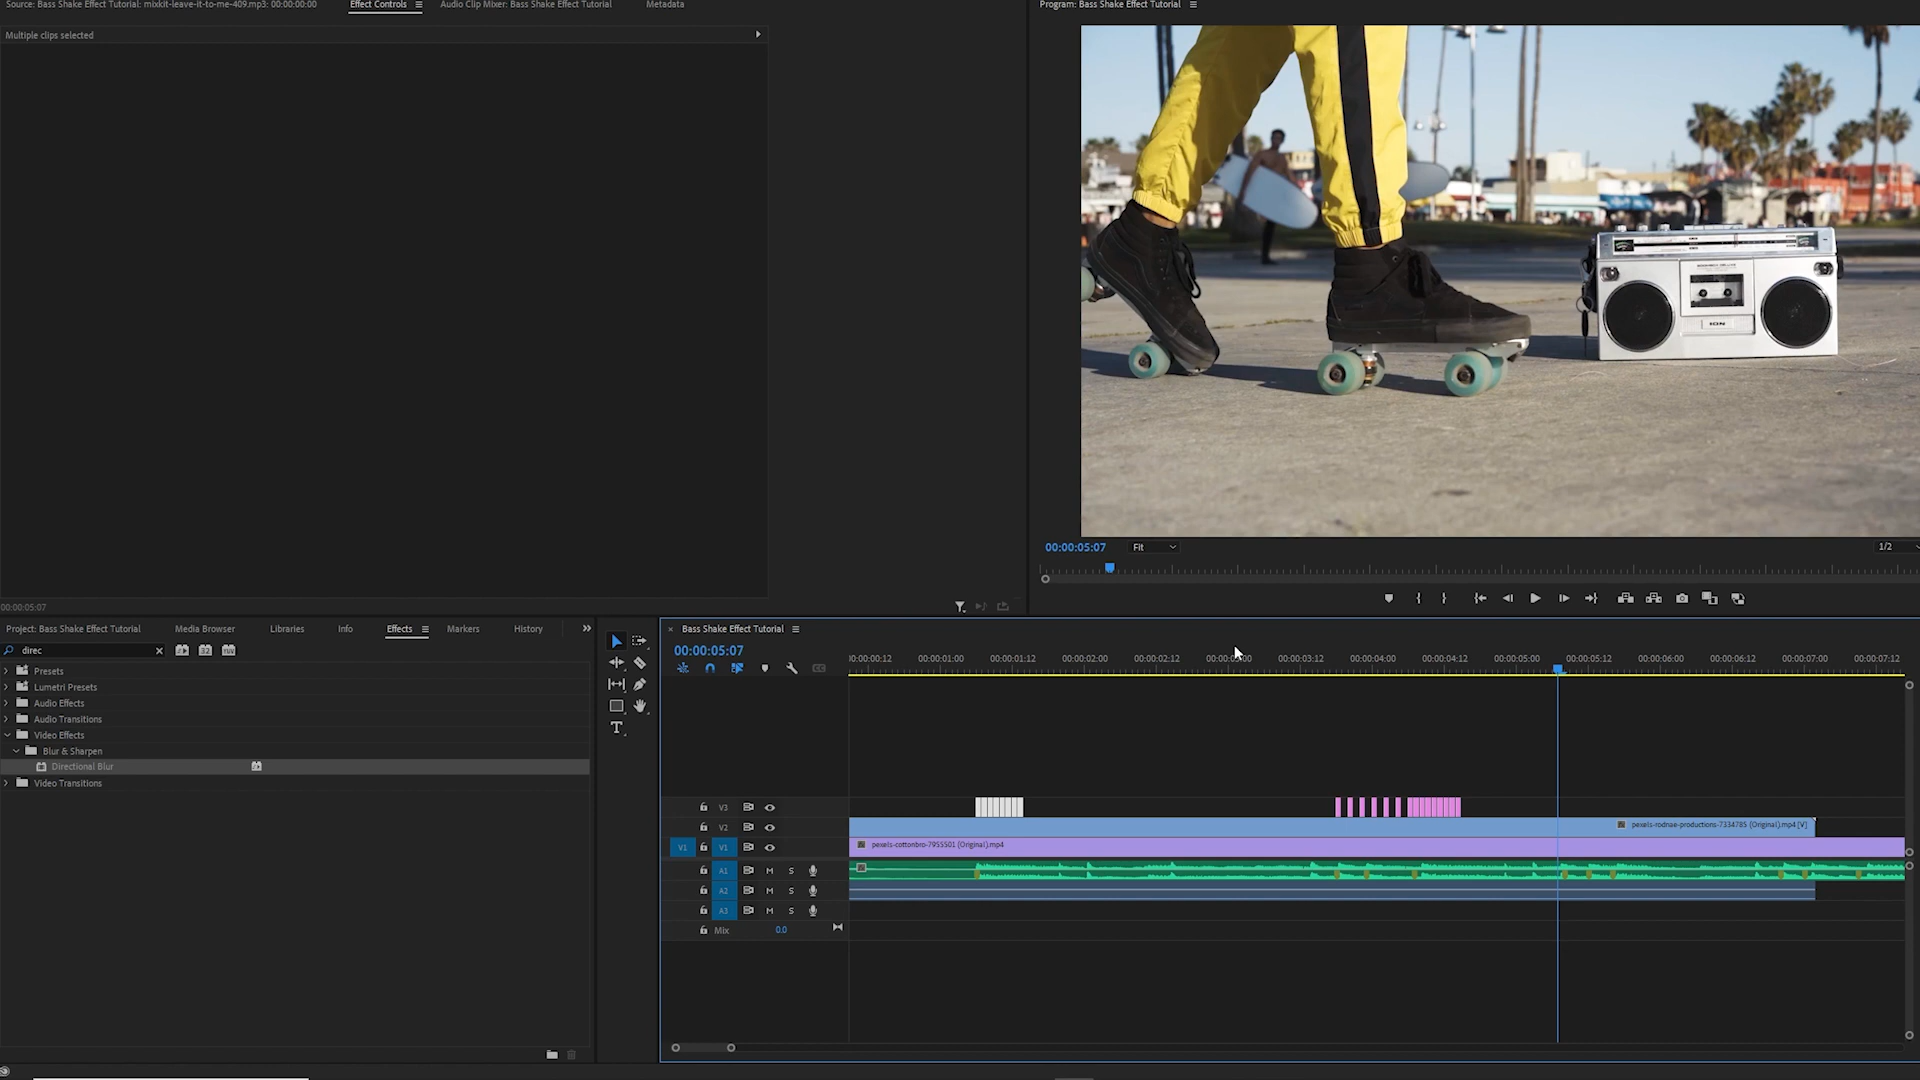 Source: Bass Shake Effect Tutorial: mixkit-leave-it-to-me-409.mp3: 00:00:00:00
Effect Controls
Audio Clip Mixer: Bass Shake Effect Tutorial
Metadata
Program: Bass Shake Effect Tutorial
Multiple clips selected
ION
00:00:05:07
Fit
1/2
00:00:05:07
Project: Bass Shake Effect Tutorial
Media Browser
Libraries
Info
Effects
Markers
History
Bass Shake Effect Tutorial
direc
32
YUV
00:00:05:07
00:00:00:12
00:00:01:00
00:00:01:12
00:00:02:00
00:00:02:12
00:00:03:00
00:00:03:12
00:00:04:00
00:00:04:12
00:00:05:00
00:00:05:12
00:00:06:00
00:00:06:12
00:00:07:00
00:00:07:12
Presets
Lumetri Presets
Audio Effects
Audio Transitions
Video Effects
Blur & Sharpen
Directional Blur
Video Transitions
V3
V2
pexels-rodnae-productions-7334785 (Original).mp4 [V]
V1
V1
pexels-cottonbro-7955501 (Original).mp4
A1
M
S
A2
M
S
A3
M
S
Mix
0.0